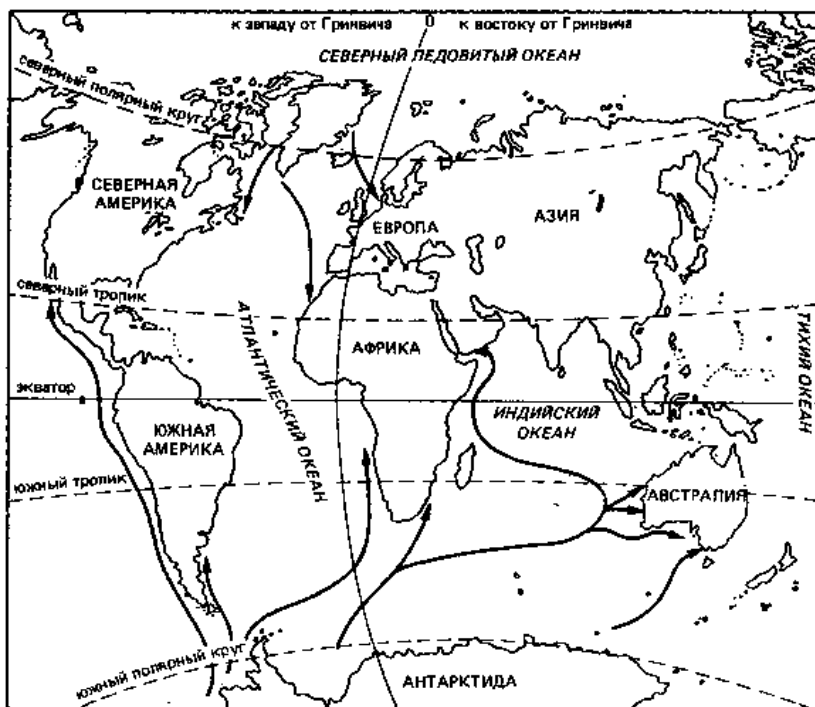 к западу от Гринвича 0 к востоку от Гринвича
СЕВЕРНЫЙ ЛЕДОВИТЫЙ ОКЕАН
северный полярный круг
СЕВЕРНАЯ
АМЕРИКА
ЕВРОПА
АЗИЯ
северный тропик
АТЛАНТИЧЕСКИЙ ОКЕАН
ТИХИЙ ОКЕАН
АФРИКА
экватор
ИНДИЙСКИЙ
ОКЕАН
ЮЖНАЯ
АМЕРИКА
южный тропик
АВСТРАЛИЯ
южный полярный круг
АНТАРКТИДА